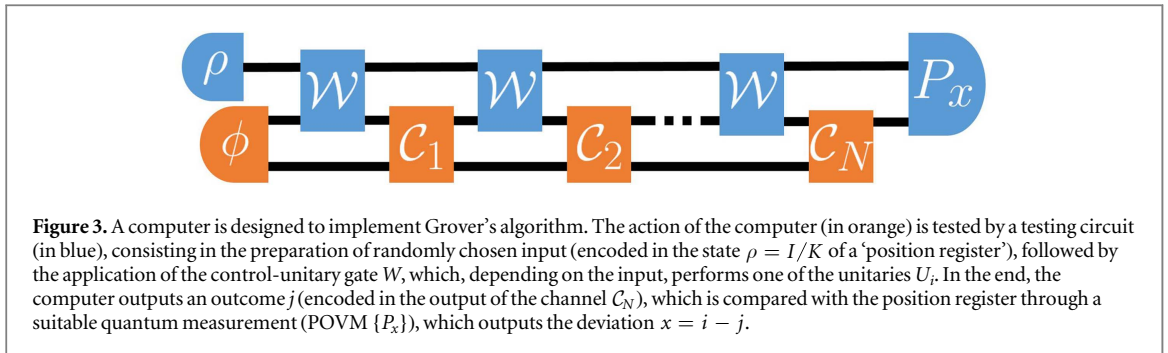 ρ W W W P_x
φ C_1 C_2 C_N
Figure 3. A computer is designed to implement Grover's algorithm. The action of the computer (in orange) is tested by a testing circuit
(in blue), consisting in the preparation of randomly chosen input (encoded in the state ρ = I/K of a 'position register'), followed by
the application of the control-unitary gate W, which, depending on the input, performs one of the unitaries U_i. In the end, the
computer outputs an outcome j (encoded in the output of the channel C_N), which is compared with the position register through a
suitable quantum measurement (POVM {P_x}), which outputs the deviation x = i − j.